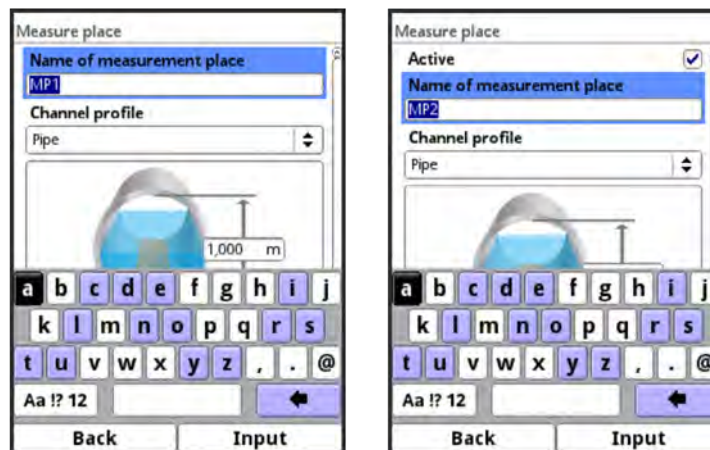 Measure place
Name of measurement place
MP1
Channel profile
Pipe
1,000 m
a b c d e f g h i j
k l m n o p q r s
t u v w x y z , . @
Aa !? 12
Back Input
Measure place
Active
Name of measurement place
MP2
Channel profile
Pipe
a b c d e f g h i j
k l m n o p q r s
t u v w x y z , . @
Aa !? 12
Back Input